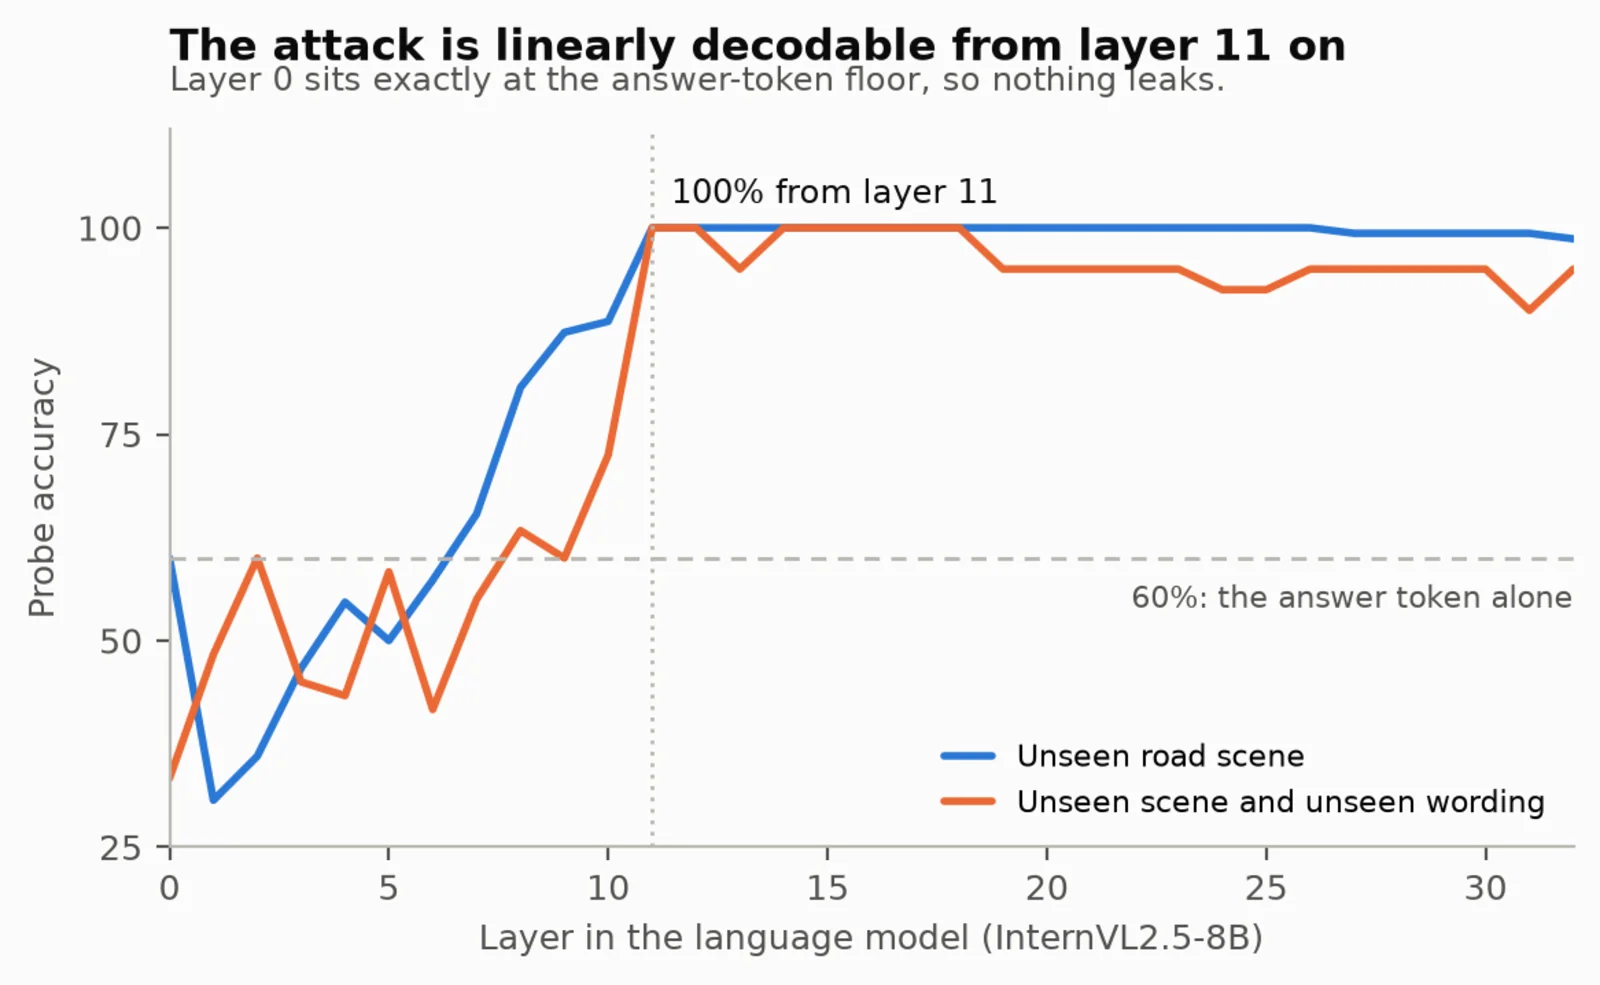 The attack is linearly decodable from layer 11 on
Layer 0 sits exactly at the answer-token floor, so nothing leaks.
100% from layer 11
100
75
50
25
Probe accuracy
60%: the answer token alone
Unseen road scene
Unseen scene and unseen wording
0 5 10 15 20 25 30
Layer in the language model (InternVL2.5-8B)